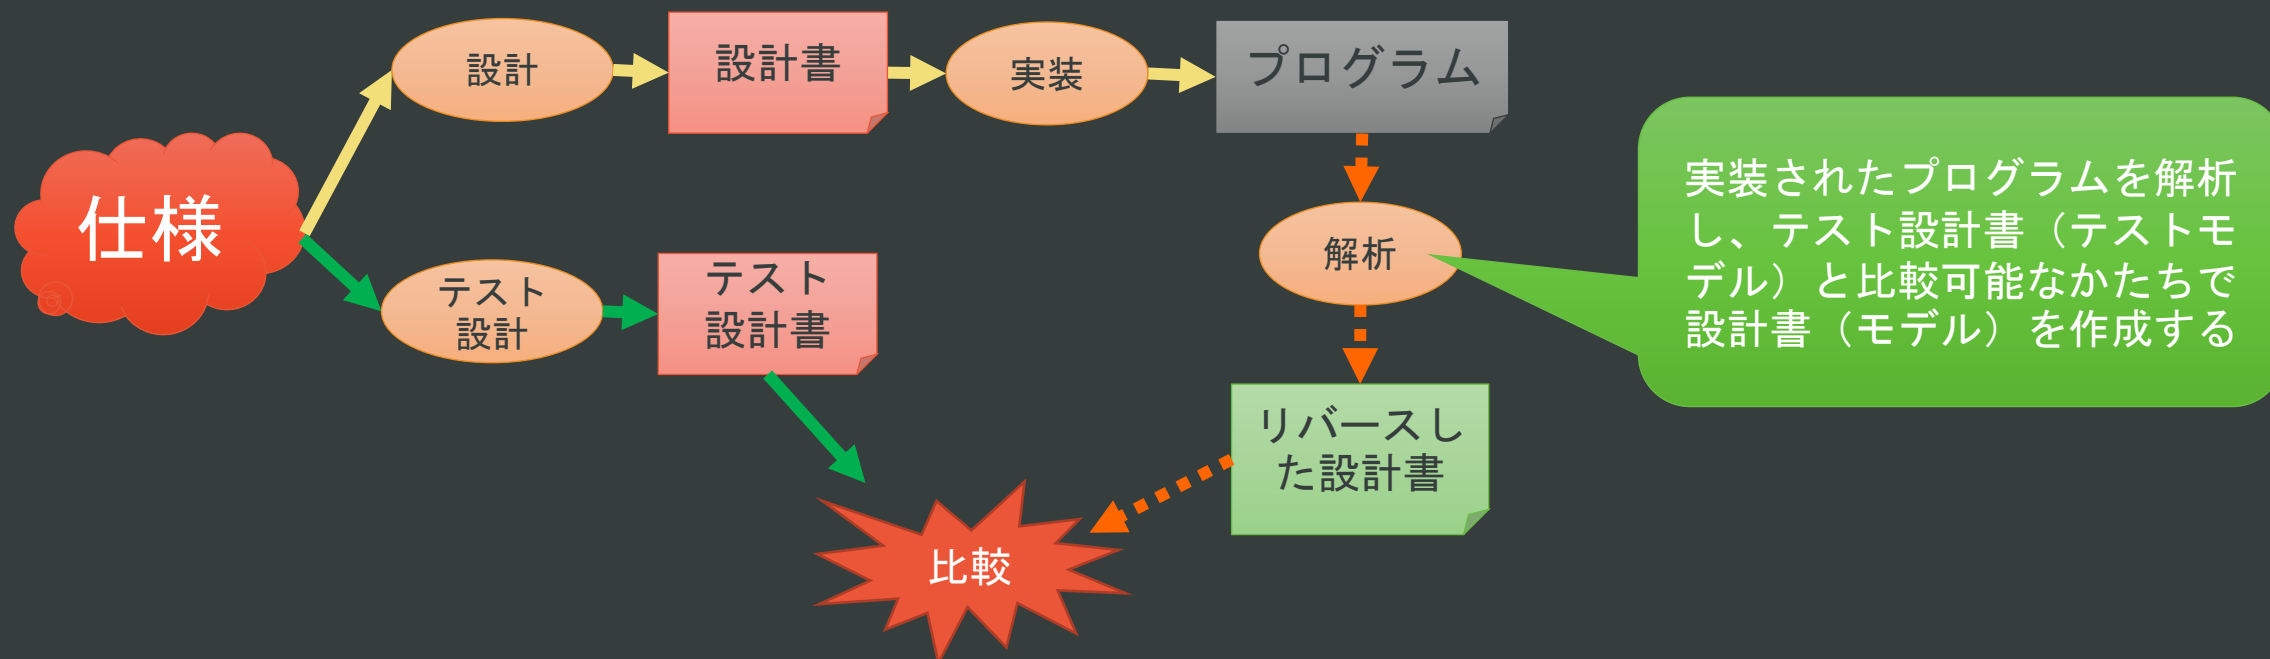 設計
設計書
実装
プログラム
仕様
テスト
設計
テスト
設計書
解析
実装されたプログラムを解析
し、テスト設計書（テストモ
デル）と比較可能なかたちで
設計書（モデル）を作成する
リバースし
た設計書
比較